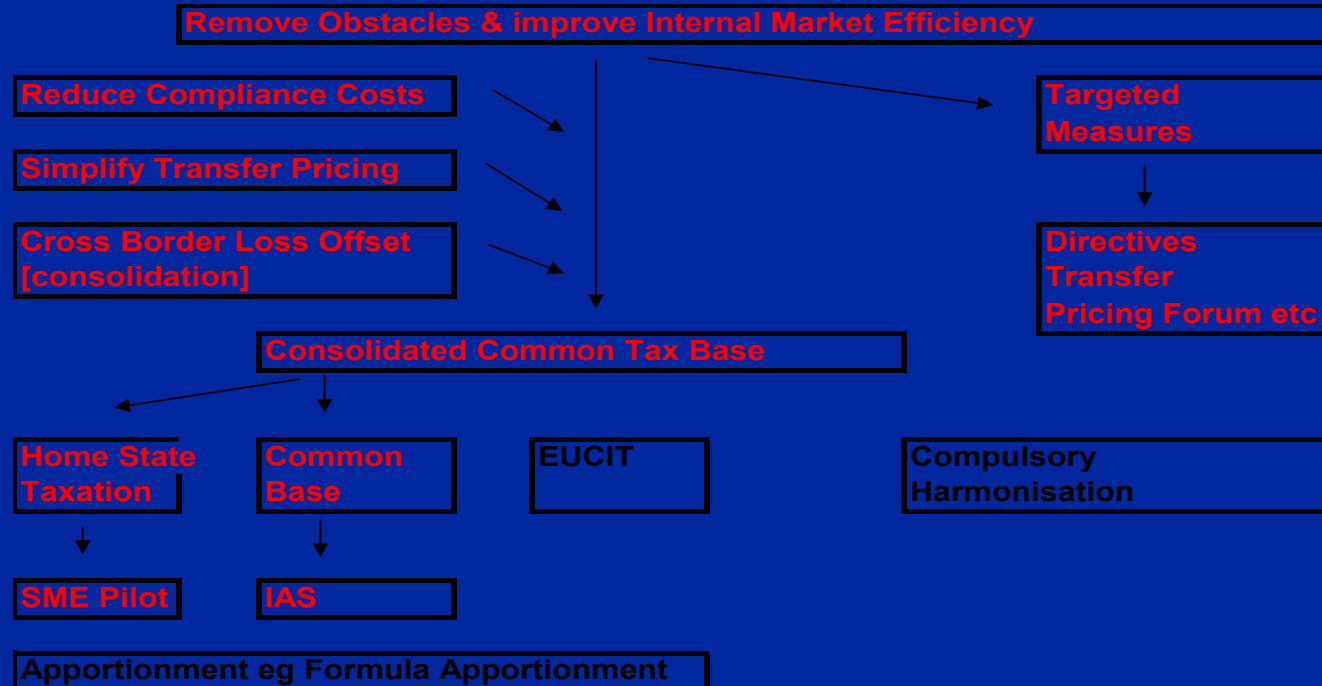 Remove Obstacles & improve Internal Market Efficiency
Reduce Compliance Costs
Targeted
Measures
Simplify Transfer Pricing
Cross Border Loss Offset
[consolidation]
Directives
Transfer
Pricing Forum etc
Consolidated Common Tax Base
Home State
Taxation
Common
Base
EUCIT
Compulsory
Harmonisation
SME Pilot
IAS
Apportionment eg Formula Apportionment